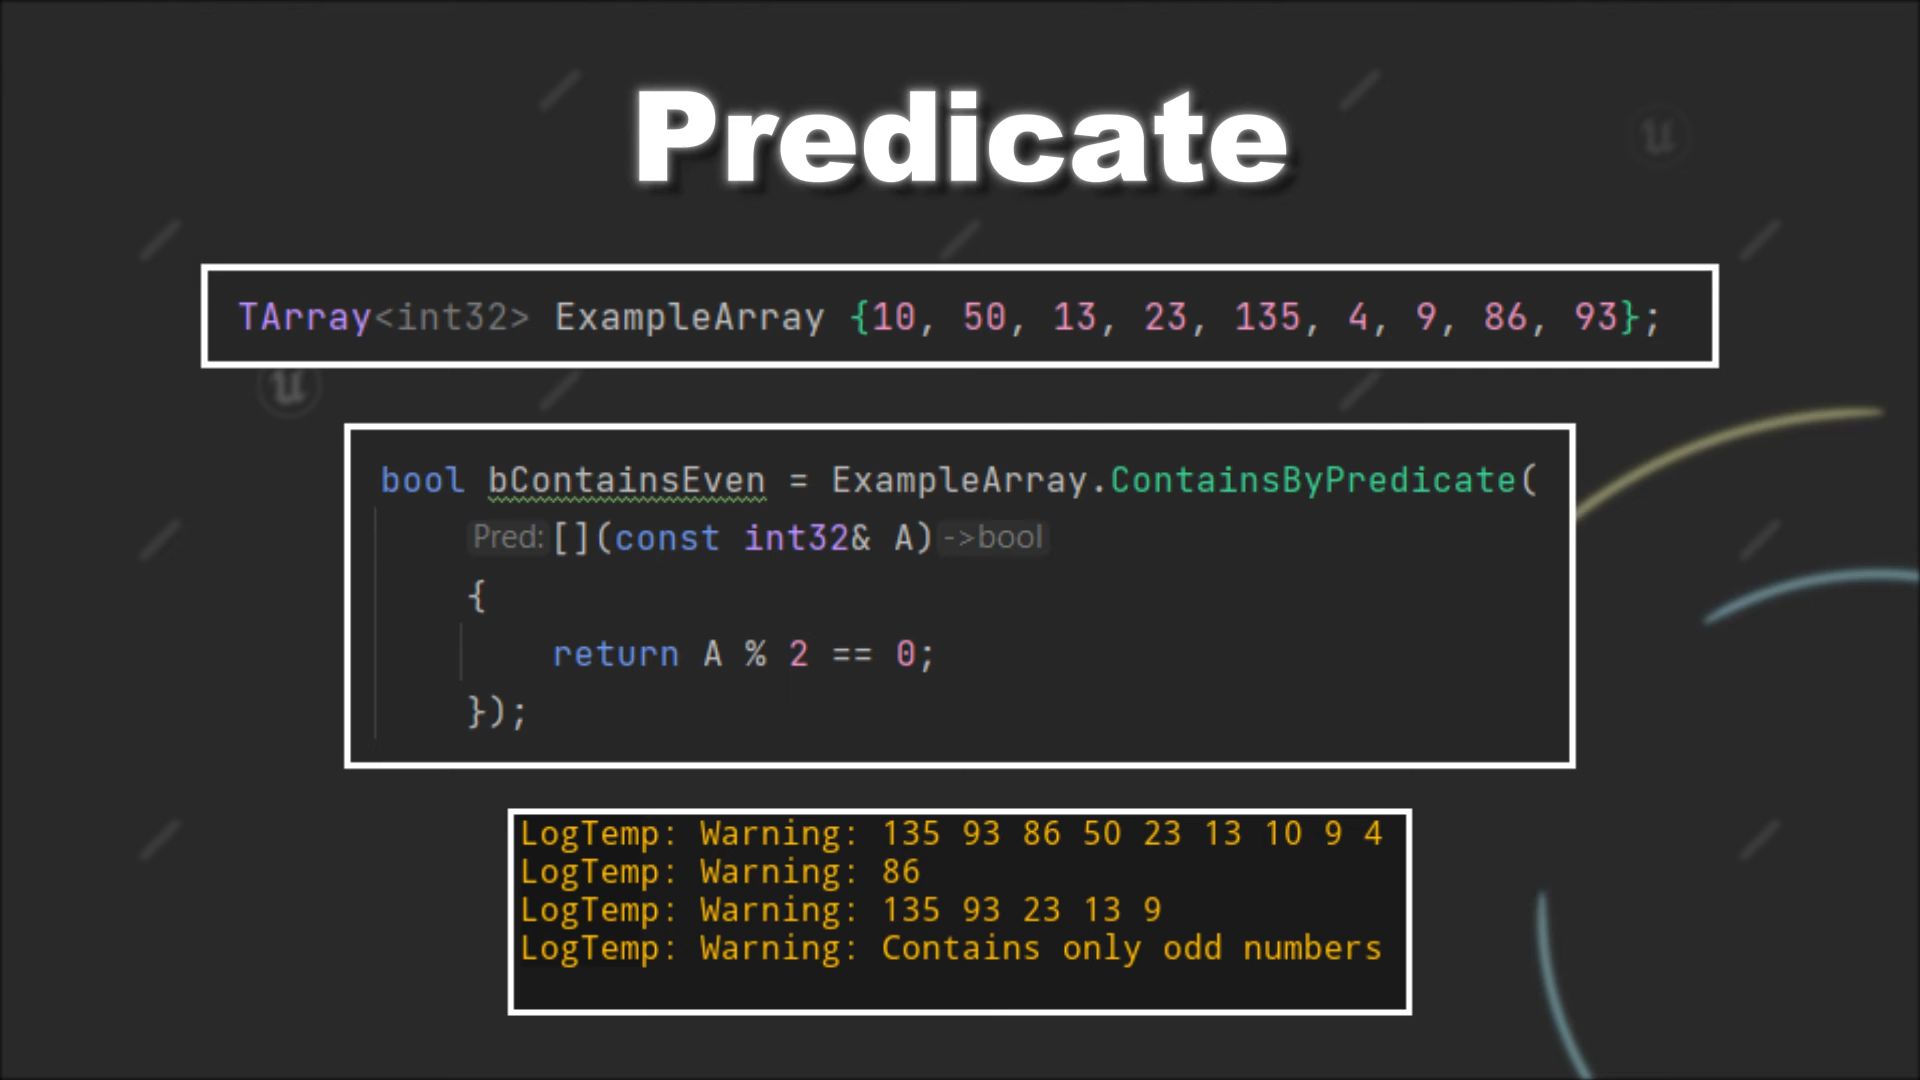 Predicate
TArray<int32> ExampleArray {10, 50, 13, 23, 135, 4, 9, 86, 93};
bool bContainsEven = ExampleArray.ContainsByPredicate(
Pred: [](const int32& A) ->bool
{
return A % 2 == 0;
});
LogTemp: Warning: 135 93 86 50 23 13 10 9 4
LogTemp: Warning: 86
LogTemp: Warning: 135 93 23 13 9
LogTemp: Warning: Contains only odd numbers